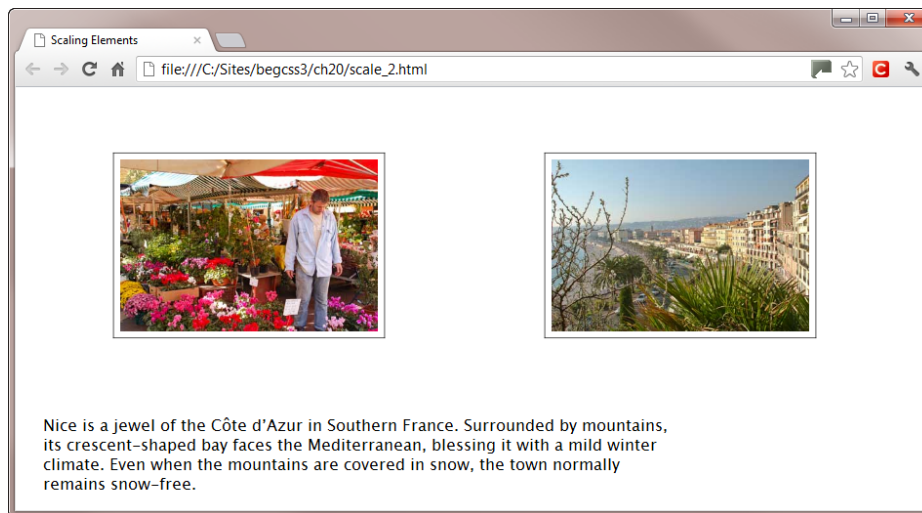 Scaling Elements
file:///C:/Sites/begcss3/ch20/scale_2.html
Nice is a jewel of the Côte d’Azur in Southern France. Surrounded by mountains,
its crescent-shaped bay faces the Mediterranean, blessing it with a mild winter
climate. Even when the mountains are covered in snow, the town normally
remains snow-free.